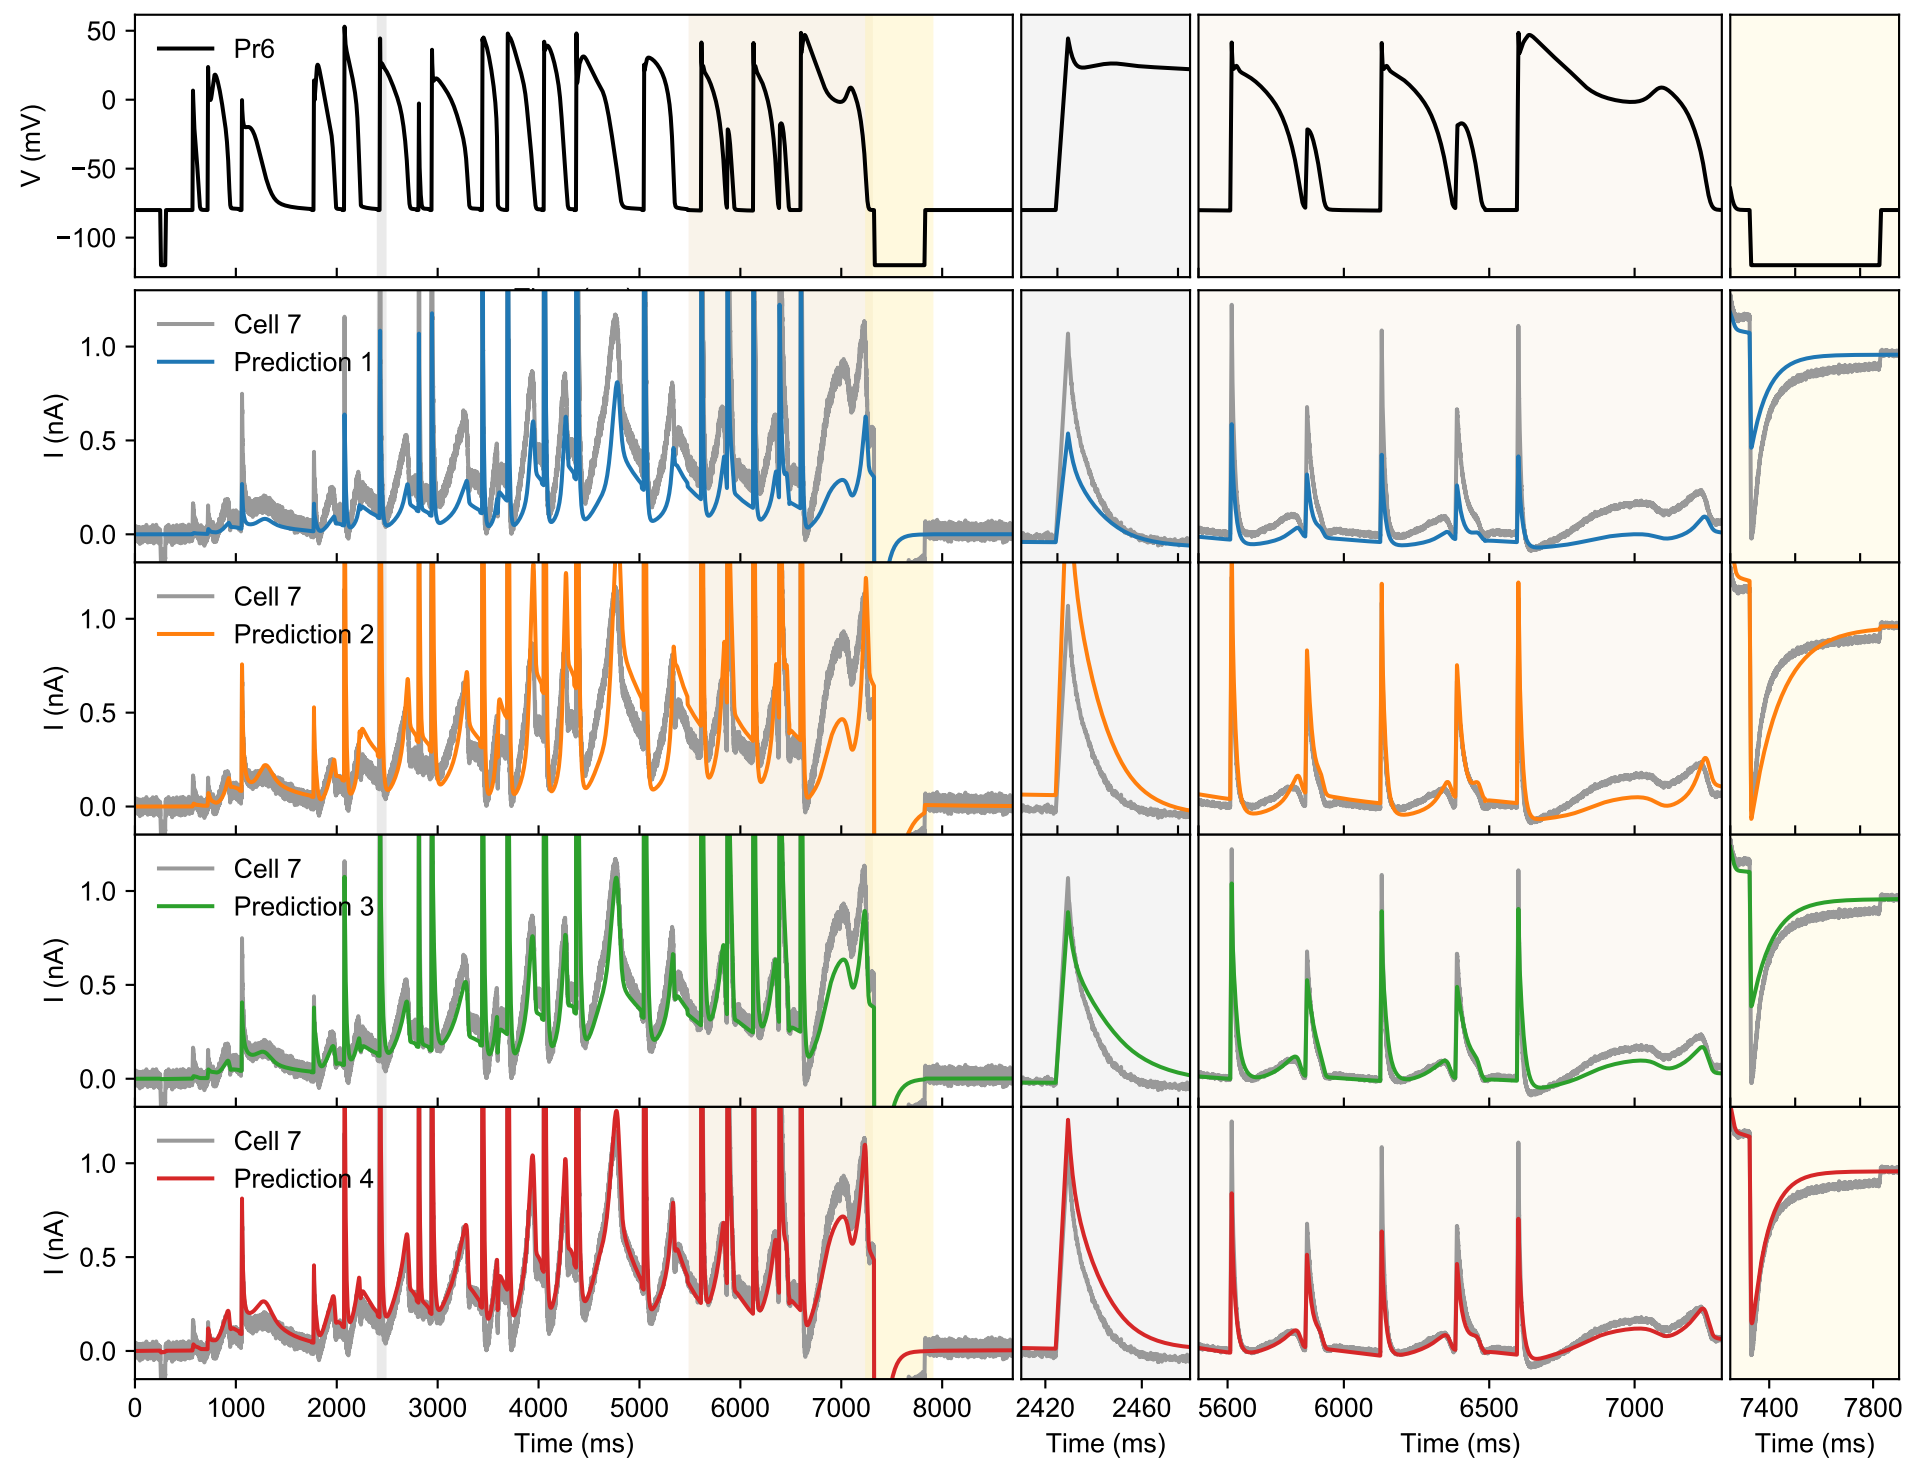 50
0
−50
−100
V (mV)
Pr6
1.0
0.5
0.0
I (nA)
Cell 7
Prediction 1
1.0
0.5
0.0
I (nA)
Cell 7
Prediction 2
1.0
0.5
0.0
I (nA)
Cell 7
Prediction 3
1.0
0.5
0.0
I (nA)
Cell 7
Prediction 4
0 1000 2000 3000 4000 5000 6000 7000 8000
2420 2460
5600 6000 6500 7000
7400 7800
Time (ms) Time (ms) Time (ms) Time (ms)